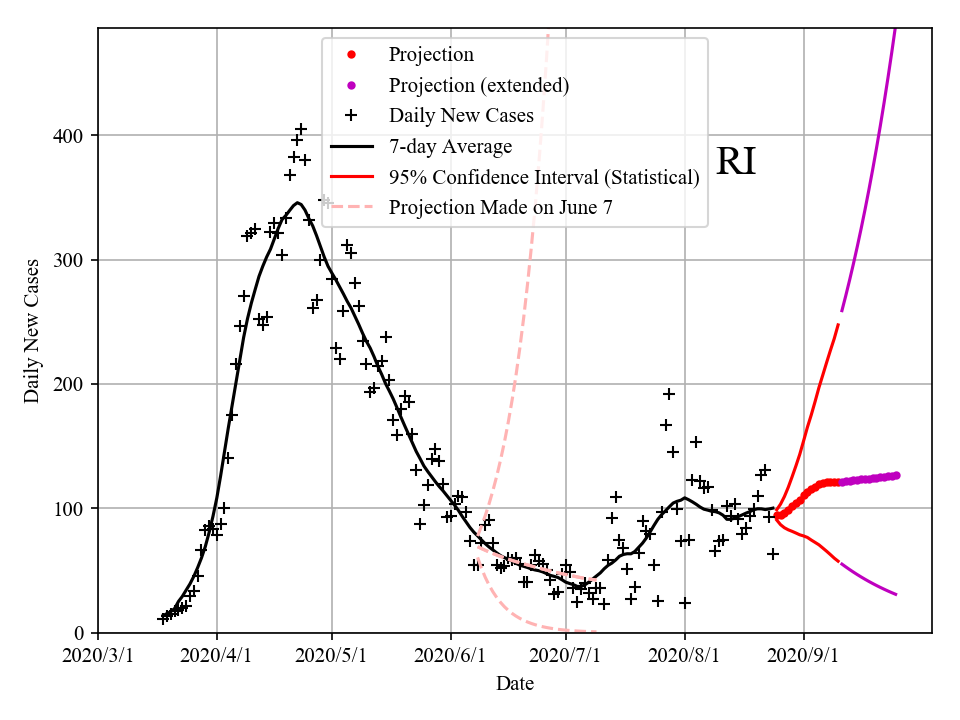 Projection
Projection (extended)
Daily New Cases
7-day Average
95% Confidence Interval (Statistical)
Projection Made on June 7
RI
400
300
200
100
0
Daily New Cases
2020/3/1
2020/4/1
2020/5/1
2020/6/1
2020/7/1
2020/8/1
2020/9/1
Date